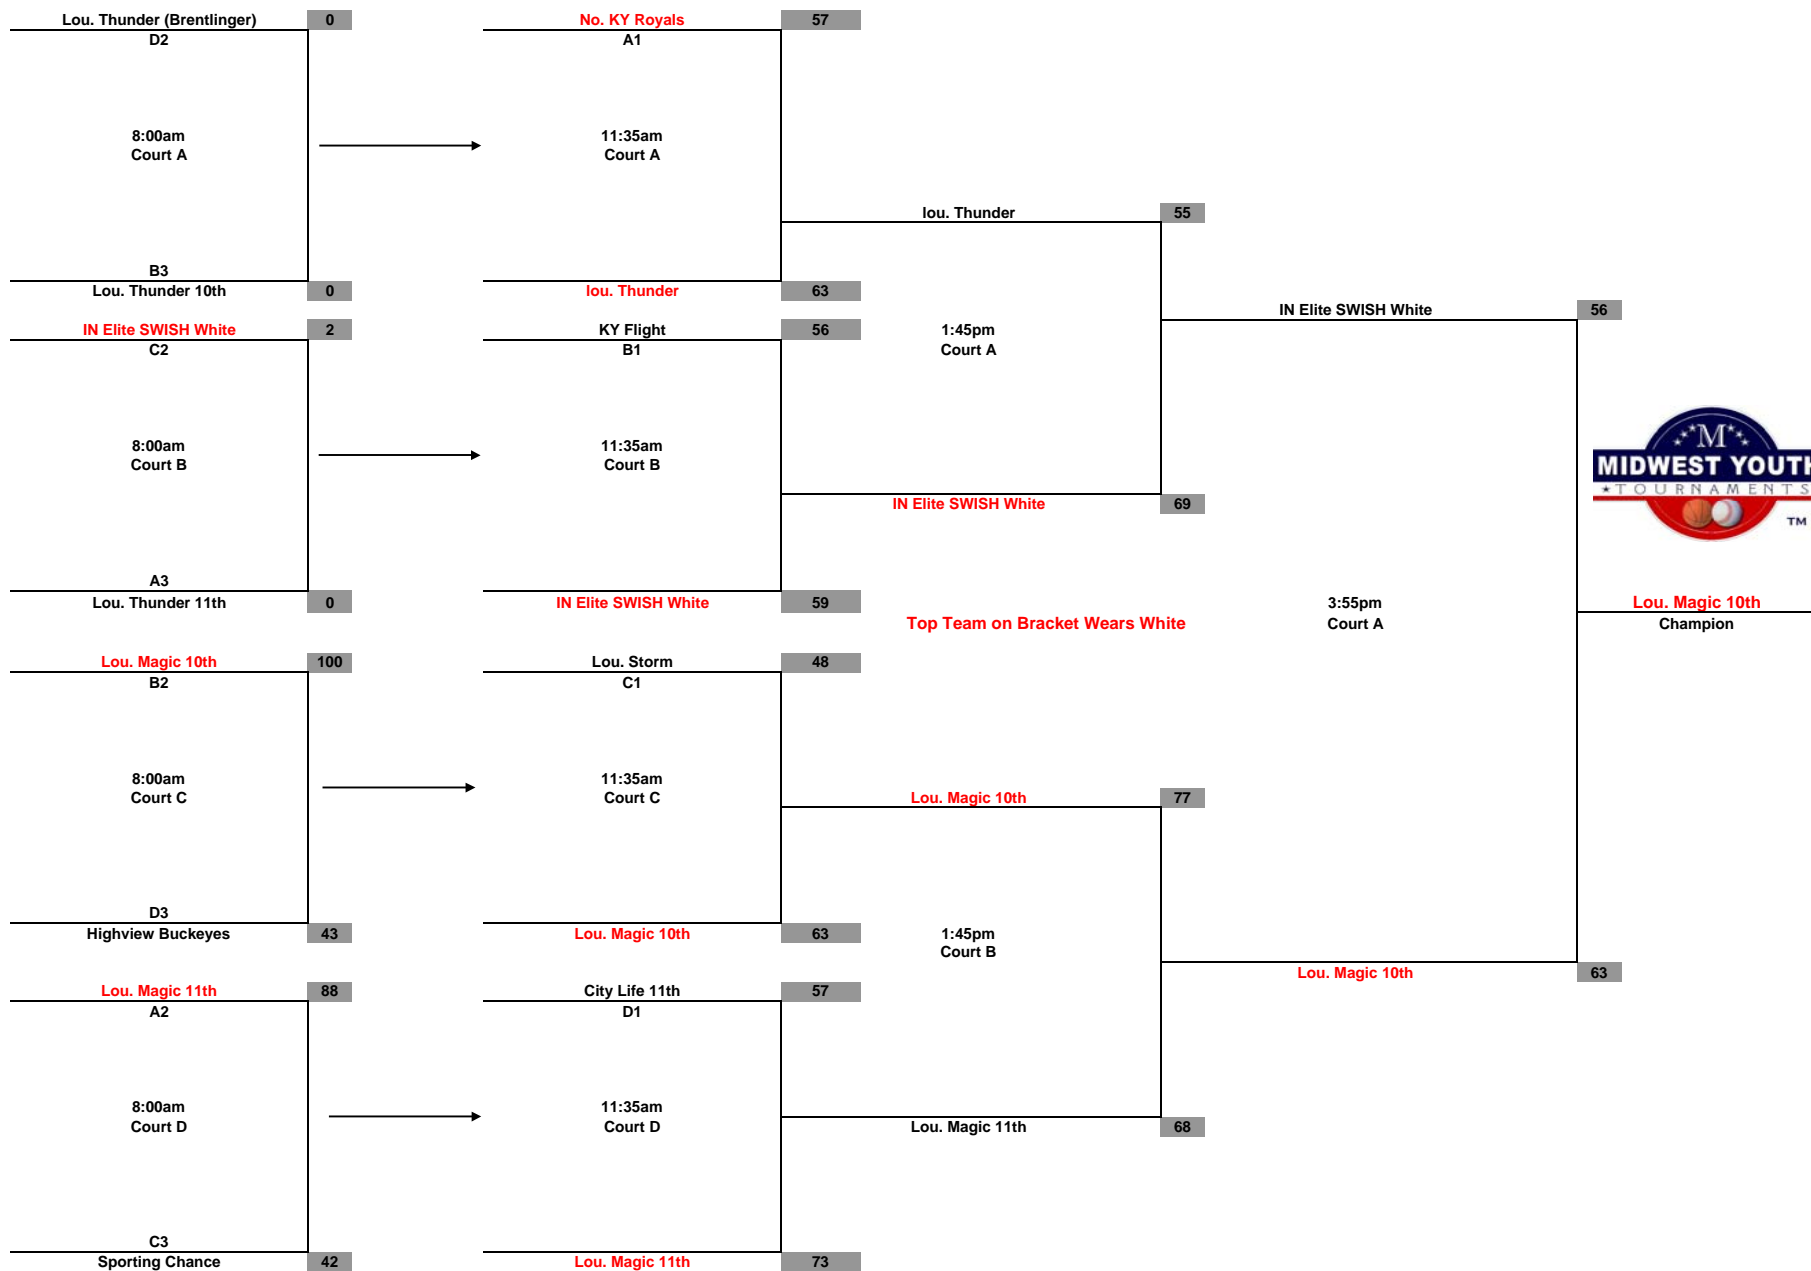 Lou. Thunder (Brentlinger) 0
D2
8:00am
Court A
B3
Lou. Thunder 10th 0
IN Elite SWISH White 2
C2
8:00am
Court B
A3
Lou. Thunder 11th 0
Lou. Magic 10th 100
B2
8:00am
Court C
D3
Highview Buckeyes 43
Lou. Magic 11th 88
A2
8:00am
Court D
C3
Sporting Chance 42
No. KY Royals 57
A1
11:35am
Court A
lou. Thunder 63
KY Flight 56
B1
11:35am
Court B
IN Elite SWISH White 59
Lou. Storm 48
C1
11:35am
Court C
Lou. Magic 10th 63
City Life 11th 57
D1
11:35am
Court D
Lou. Magic 11th 73
lou. Thunder 55
1:45pm
Court A
IN Elite SWISH White 69
Top Team on Bracket Wears White
Lou. Magic 10th 77
1:45pm
Court B
Lou. Magic 11th 68
IN Elite SWISH White 56
3:55pm
Court A
Lou. Magic 10th 63
M
MIDWEST YOUTH
TOURNAMENTS
TM
Lou. Magic 10th
Champion